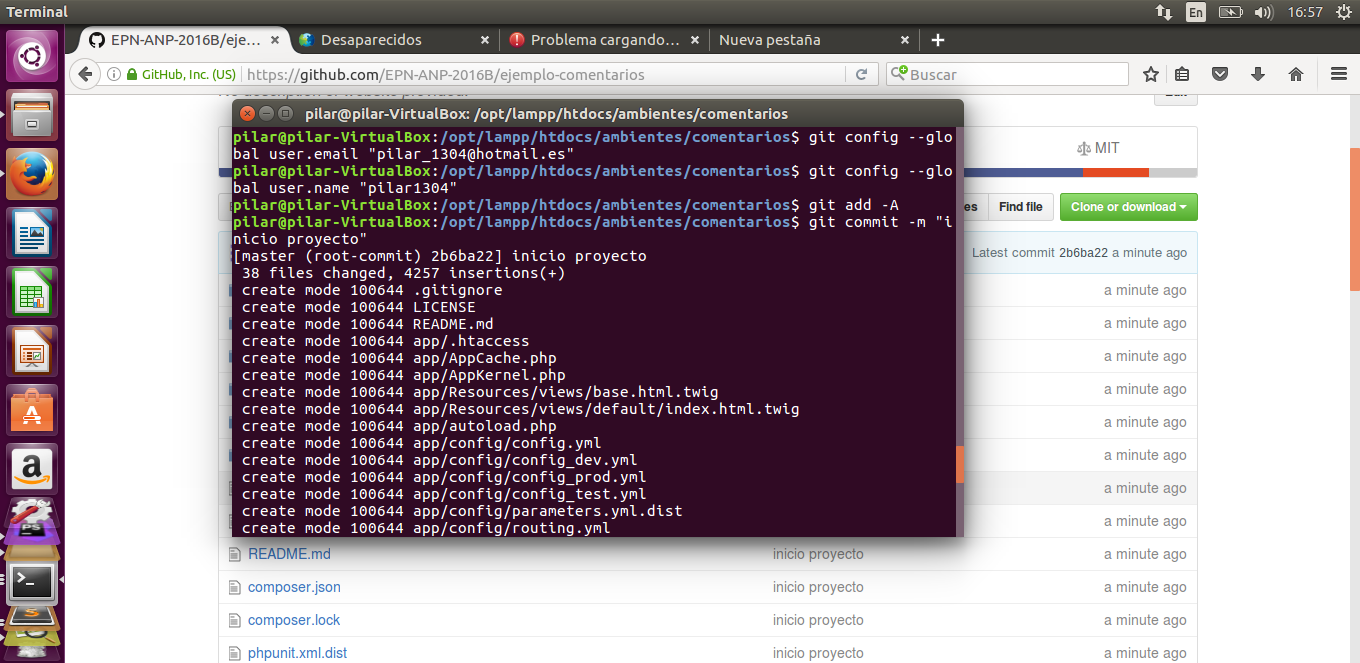 Terminal
En
16:57
EPN-ANP-2016B/eje...
Desaparecidos
Problema cargando...
Nueva pestaña
GitHub, Inc. (US)
https://github.com/EPN-ANP-2016B/ejemplo-comentarios
Buscar
pilar@pilar-VirtualBox: /opt/lampp/htdocs/ambientes/comentarios
pilar@pilar-VirtualBox:/opt/lampp/htdocs/ambientes/comentarios$ git config --glo
bal user.email "pilar_1304@hotmail.es"
pilar@pilar-VirtualBox:/opt/lampp/htdocs/ambientes/comentarios$ git config --glo
bal user.name "pilar1304"
pilar@pilar-VirtualBox:/opt/lampp/htdocs/ambientes/comentarios$ git add -A
pilar@pilar-VirtualBox:/opt/lampp/htdocs/ambientes/comentarios$ git commit -m "i
nicio proyecto"
[master (root-commit) 2b6ba22] inicio proyecto
 38 files changed, 4257 insertions(+)
 create mode 100644 .gitignore
 create mode 100644 LICENSE
 create mode 100644 README.md
 create mode 100644 app/.htaccess
 create mode 100644 app/AppCache.php
 create mode 100644 app/AppKernel.php
 create mode 100644 app/Resources/views/base.html.twig
 create mode 100644 app/Resources/views/default/index.html.twig
 create mode 100644 app/autoload.php
 create mode 100644 app/config/config.yml
 create mode 100644 app/config/config_dev.yml
 create mode 100644 app/config/config_prod.yml
 create mode 100644 app/config/config_test.yml
 create mode 100644 app/config/parameters.yml.dist
 create mode 100644 app/config/routing.yml
MIT
es
Find file
Clone or download
Latest commit 2b6ba22 a minute ago
a minute ago
a minute ago
a minute ago
a minute ago
a minute ago
a minute ago
a minute ago
a minute ago
README.md inicio proyecto a minute ago
composer.json inicio proyecto a minute ago
composer.lock inicio proyecto a minute ago
phpunit.xml.dist inicio proyecto a minute ago